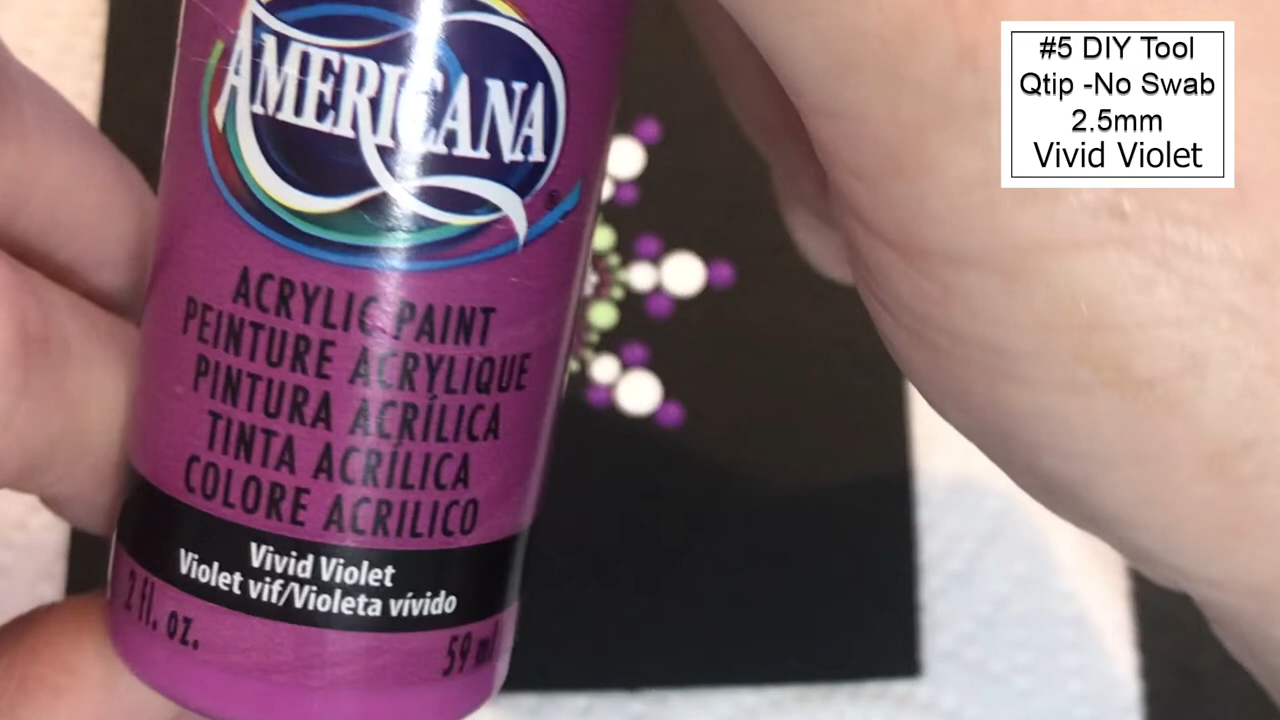 AMERICANA
®
ACRYLIC PAINT
PEINTURE ACRYLIQUE
PINTURA ACRÍLICA
TINTA ACRÍLICA
COLORE ACRILICO
Vivid Violet
Violet vif/Violeta vívido
2 fl. oz.
59 ml
#5 DIY Tool
Qtip -No Swab
2.5mm
Vivid Violet